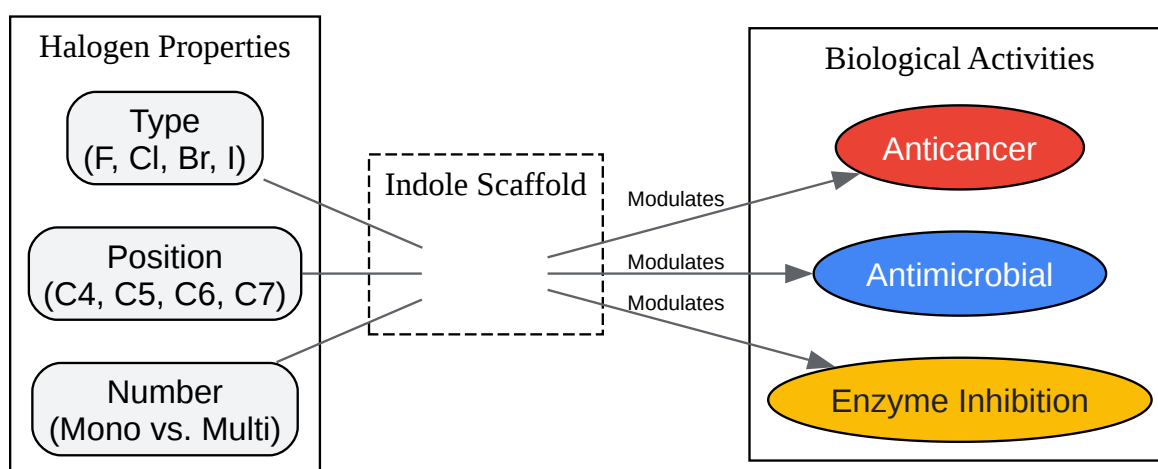 Halogen Properties
Type
(F, Cl, Br, I)
Position
(C4, C5, C6, C7)
Number
(Mono vs. Multi)
Indole Scaffold
Modulates
Modulates
Modulates
Biological Activities
Anticancer
Antimicrobial
Enzyme Inhibition